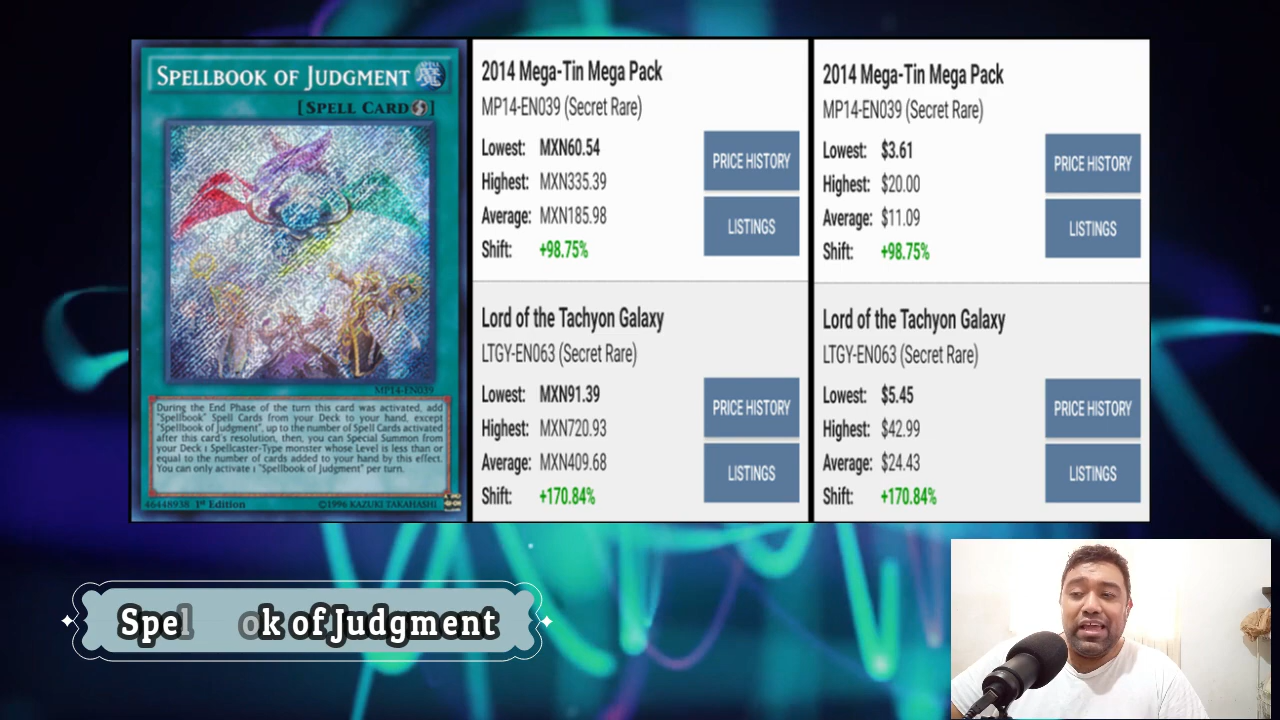 SPELLBOOK OF JUDGMENT
SPELL 魔
[SPELL CARD]
MP14-EN039
During the End Phase of the turn this card was activated, add
"Spellbook" Spell Cards from your Deck to your hand, except
"Spellbook of Judgment", up to the number of Spell Cards activated
after this card's resolution, then, you can Special Summon from
your Deck 1 Spellcaster-Type monster whose Level is less than or
equal to the number of cards added to your hand by this effect.
You can only activate 1 "Spellbook of Judgment" per turn.
46448938 1st Edition
©1996 KAZUKI TAKAHASHI
2014 Mega-Tin Mega Pack
MP14-EN039 (Secret Rare)
Lowest: MXN60.54
Highest: MXN335.39
Average: MXN185.98
Shift: +98.75%
PRICE HISTORY
LISTINGS
Lord of the Tachyon Galaxy
LTGY-EN063 (Secret Rare)
Lowest: MXN91.39
Highest: MXN720.93
Average: MXN409.68
Shift: +170.84%
PRICE HISTORY
LISTINGS
2014 Mega-Tin Mega Pack
MP14-EN039 (Secret Rare)
Lowest: $3.61
Highest: $20.00
Average: $11.09
Shift: +98.75%
PRICE HISTORY
LISTINGS
Lord of the Tachyon Galaxy
LTGY-EN063 (Secret Rare)
Lowest: $5.45
Highest: $42.99
Average: $24.43
Shift: +170.84%
PRICE HISTORY
LISTINGS
Spel ok of Judgment